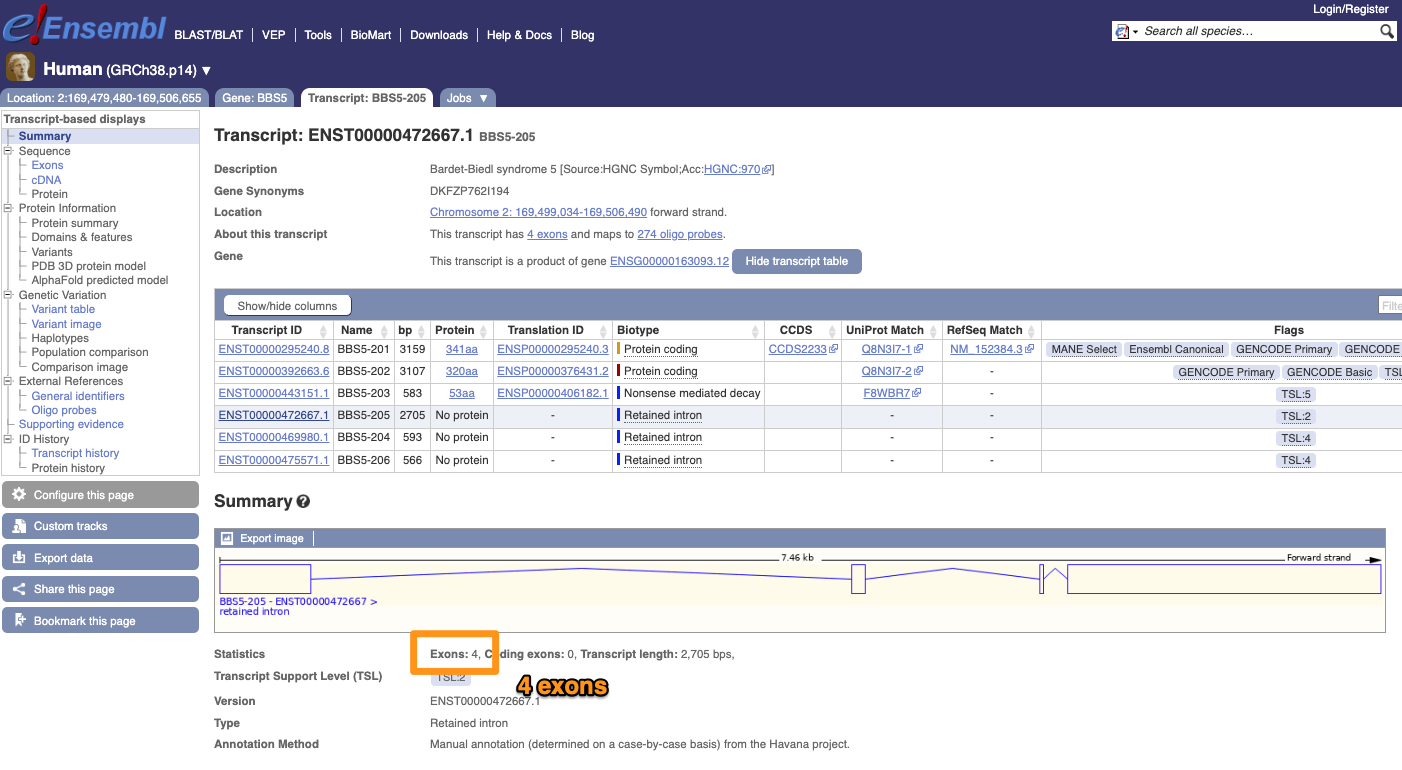 Login/Register
e!Ensembl BLAST/BLAT VEP Tools BioMart Downloads Help & Docs Blog
Search all species…
Human (GRCh38.p14) ▼
Location: 2:169,479,480-169,506,655 Gene: BBS5 Transcript: BBS5-205 Jobs ▼
Transcript-based displays
Summary
Sequence
Exons
cDNA
Protein
Protein Information
Protein summary
Domains & features
Variants
PDB 3D protein model
AlphaFold predicted model
Genetic Variation
Variant table
Variant image
Haplotypes
Population comparison
Comparison image
External References
General identifiers
Oligo probes
Supporting evidence
ID History
Transcript history
Protein history
Configure this page
Custom tracks
Export data
Share this page
Bookmark this page
Transcript: ENST00000472667.1 BBS5-205
Description Bardet-Biedl syndrome 5 [Source:HGNC Symbol;Acc:HGNC:970]
Gene Synonyms DKFZP762I194
Location Chromosome 2: 169,499,034-169,506,490 forward strand.
About this transcript This transcript has 4 exons and maps to 274 oligo probes.
Gene This transcript is a product of gene ENSG00000163093.12 Hide transcript table
Show/hide columns Filte
Transcript ID Name bp Protein Translation ID Biotype CCDS UniProt Match RefSeq Match Flags
ENST00000295240.8 BBS5-201 3159 341aa ENSP00000295240.3 Protein coding CCDS2233 Q8N3I7-1 NM_152384.3 MANE Select Ensembl Canonical GENCODE Primary GENCODE
ENST00000392663.6 BBS5-202 3107 320aa ENSP00000376431.2 Protein coding Q8N3I7-2 - GENCODE Primary GENCODE Basic TSL
ENST00000443151.1 BBS5-203 583 53aa ENSP00000406182.1 Nonsense mediated decay F8WBR7 - TSL:5
ENST00000472667.1 BBS5-205 2705 No protein - Retained intron - - TSL:2
ENST00000469980.1 BBS5-204 593 No protein - Retained intron - - TSL:4
ENST00000475571.1 BBS5-206 566 No protein - Retained intron - - TSL:4
Summary ?
Export image
7.46 kb Forward strand
BBS5-205 - ENST00000472667 >
retained intron
Statistics Exons: 4, Coding exons: 0, Transcript length: 2,705 bps,
Transcript Support Level (TSL) TSL:2
4 exons
Version ENST00000472667.1
Type Retained intron
Annotation Method Manual annotation (determined on a case-by-case basis) from the Havana project.